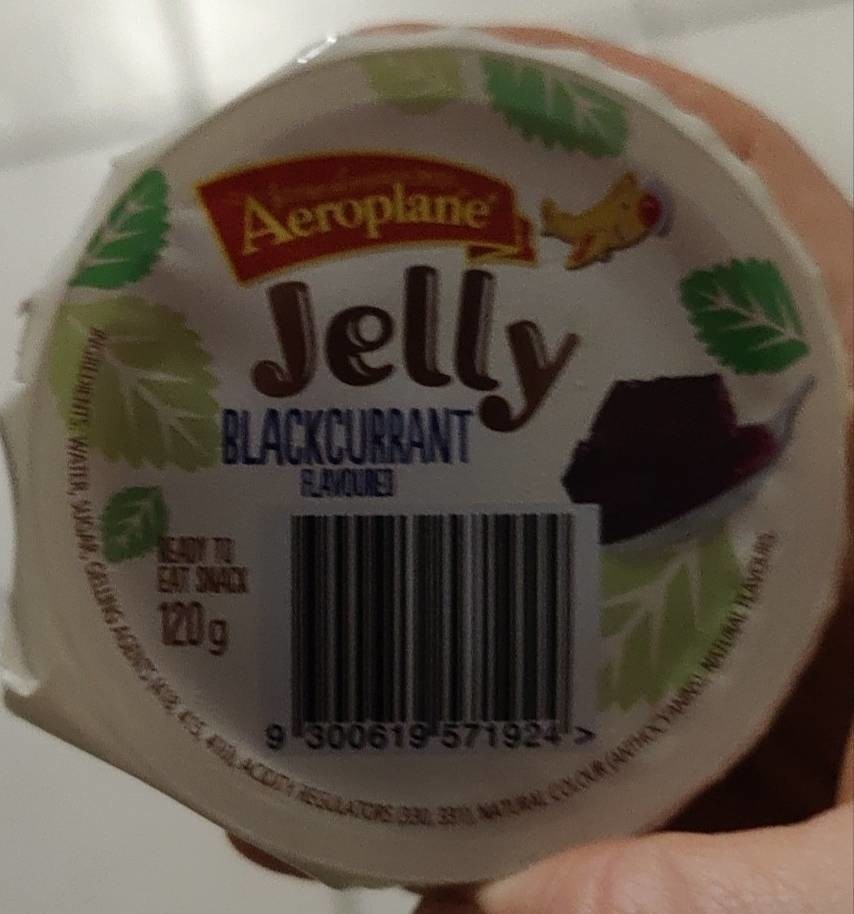 Aeroplane
Jelly
BLACKCURRANT
FLAVOURED
READY TO
EAT SNACK
120g
9 300619 571924 >
INGREDIENTS: WATER, SUGAR, GELLING AGENTS (418, 415, 410), ACIDITY REGULATORS (330, 331), NATURAL COLOUR (ANTHOCYANINS), NATURAL FLAVOURS.